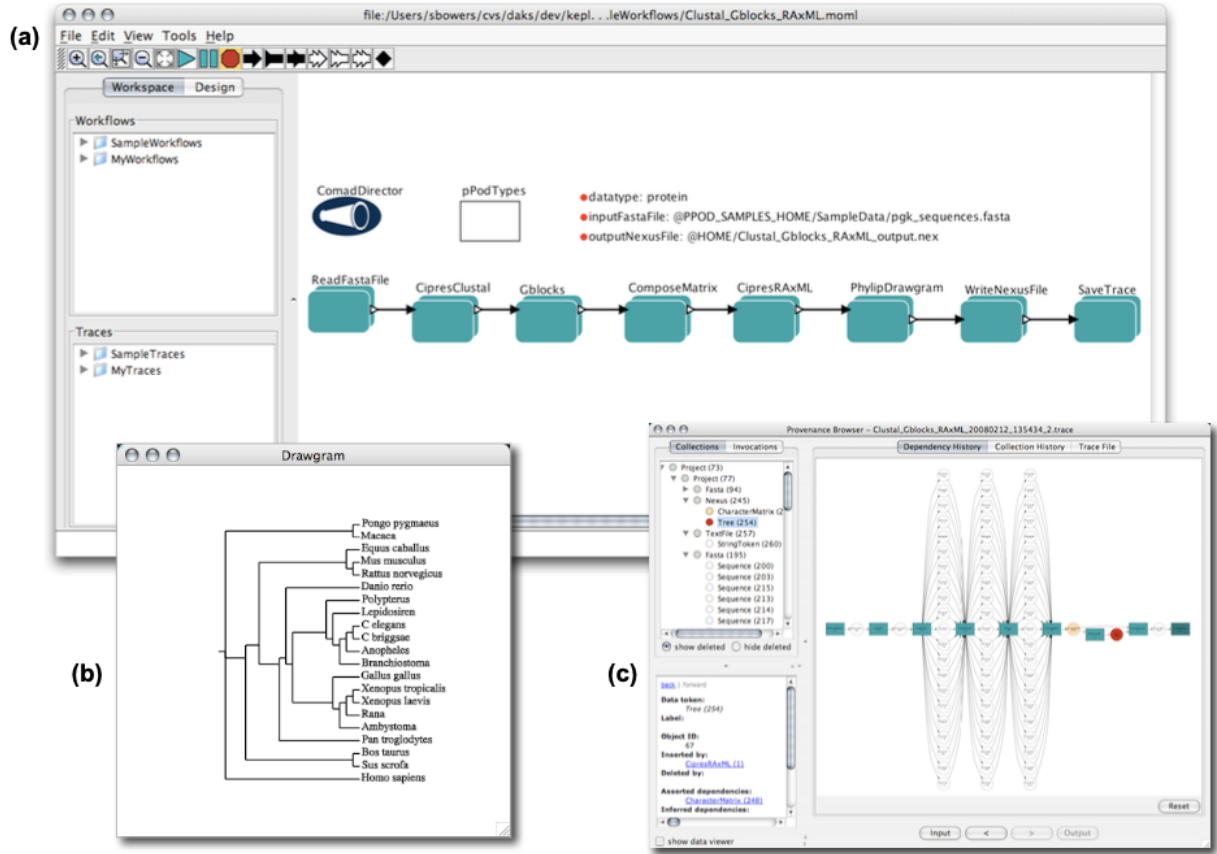 (a)
file:/Users/sbowers/cvs/daks/dev/kepl. . .leWorkflows/Clustal_Gblocks_RAxML.moml
File Edit View Tools Help
Workspace Design
Workflows
SampleWorkflows
MyWorkflows
Traces
SampleTraces
MyTraces
ComadDirector
pPodTypes
datatype: protein
inputFastaFile: @PPOD_SAMPLES_HOME/SampleData/pgk_sequences.fasta
outputNexusFile: @HOME/Clustal_Gblocks_RAxML_output.nex
ReadFastaFile CipresClustal Gblocks ComposeMatrix CipresRAxML PhylipDrawgram WriteNexusFile SaveTrace
(b)
Drawgram
Pongo pygmaeus
Macaca
Equus caballus
Mus musculus
Rattus norvegicus
Danio rerio
Polypterus
Lepidosiren
C elegans
C briggsae
Anopheles
Branchiostoma
Gallus gallus
Xenopus tropicalis
Xenopus laevis
Rana
Ambystoma
Pan troglodytes
Bos taurus
Sus scrofa
Homo sapiens
(c)
Provenance Browser – Clustal_Gblocks_RAxML_20080212_135434_2.trace
Collections Invocations
Project (73)
Project (77)
Fasta (94)
Nexus (245)
CharacterMatrix (2
Tree (254)
TextFile (257)
StringToken (260)
Fasta (195)
Sequence (200)
Sequence (203)
Sequence (215)
Sequence (213)
Sequence (214)
Sequence (217)
show deleted hide deleted
back | forward
Data token:
Tree (254)
Label:
Object ID:
67
Inserted by:
CipresRAxML (1)
Deleted by:
Asserted dependencies:
CharacterMatrix (248)
Inferred dependencies:
show data viewer
Dependency History Collection History Trace File
Reset
Input < > Output